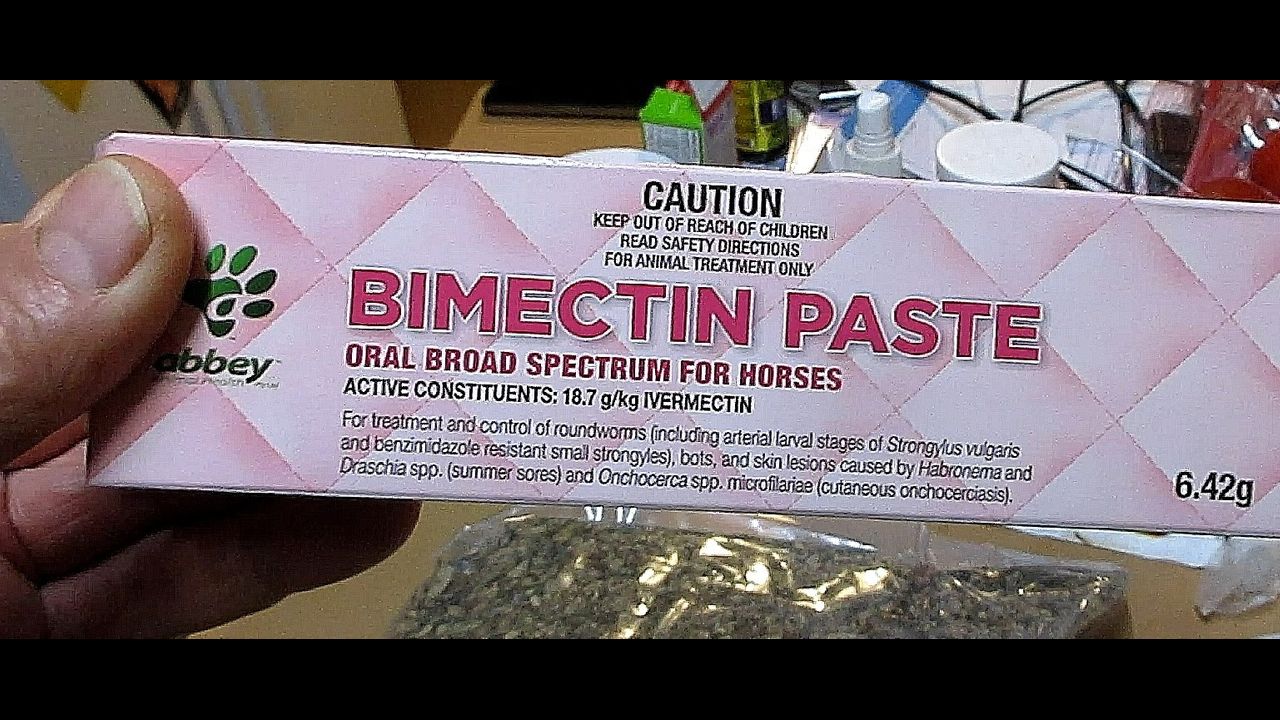 CAUTION
KEEP OUT OF REACH OF CHILDREN
READ SAFETY DIRECTIONS
FOR ANIMAL TREATMENT ONLY
BIMECTIN PASTE
abbey
ORAL BROAD SPECTRUM FOR HORSES
ACTIVE CONSTITUENTS: 18.7 g/kg IVERMECTIN
For treatment and control of roundworms (including arterial larval stages of Strongylus vulgaris
and benzimidazole resistant small strongyles), bots, and skin lesions caused by Habronema and
Draschia spp. (summer sores) and Onchocerca spp. microfilariae (cutaneous onchocerciasis).
6.42g